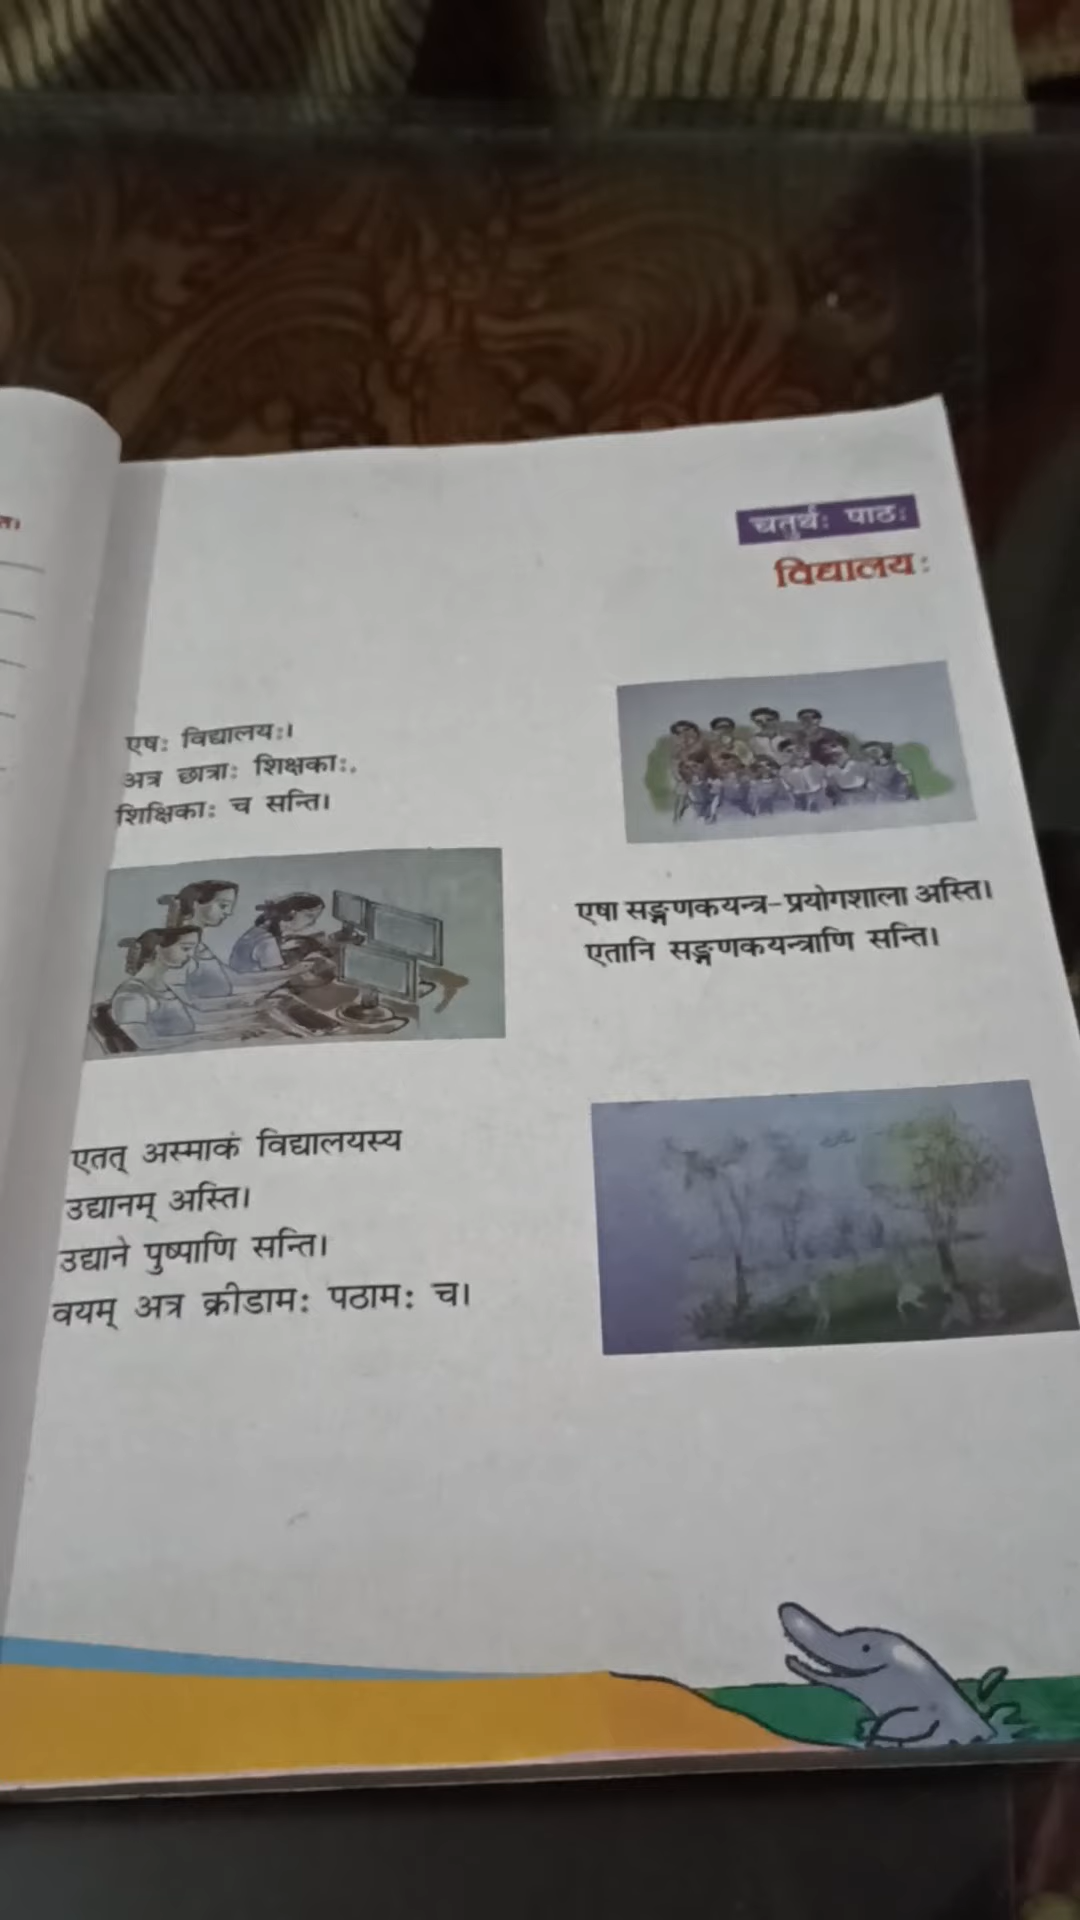 त।
चतुर्थः पाठः
विद्यालयः
एषः विद्यालयः।
अत्र छात्राः शिक्षकाः,
शिक्षिकाः च सन्ति।
एषा सङ्गणकयन्त्र-प्रयोगशाला अस्ति।
एतानि सङ्गणकयन्त्राणि सन्ति।
एतत् अस्माकं विद्यालयस्य
उद्यानम् अस्ति।
उद्याने पुष्पाणि सन्ति।
वयम् अत्र क्रीडामः पठामः च।